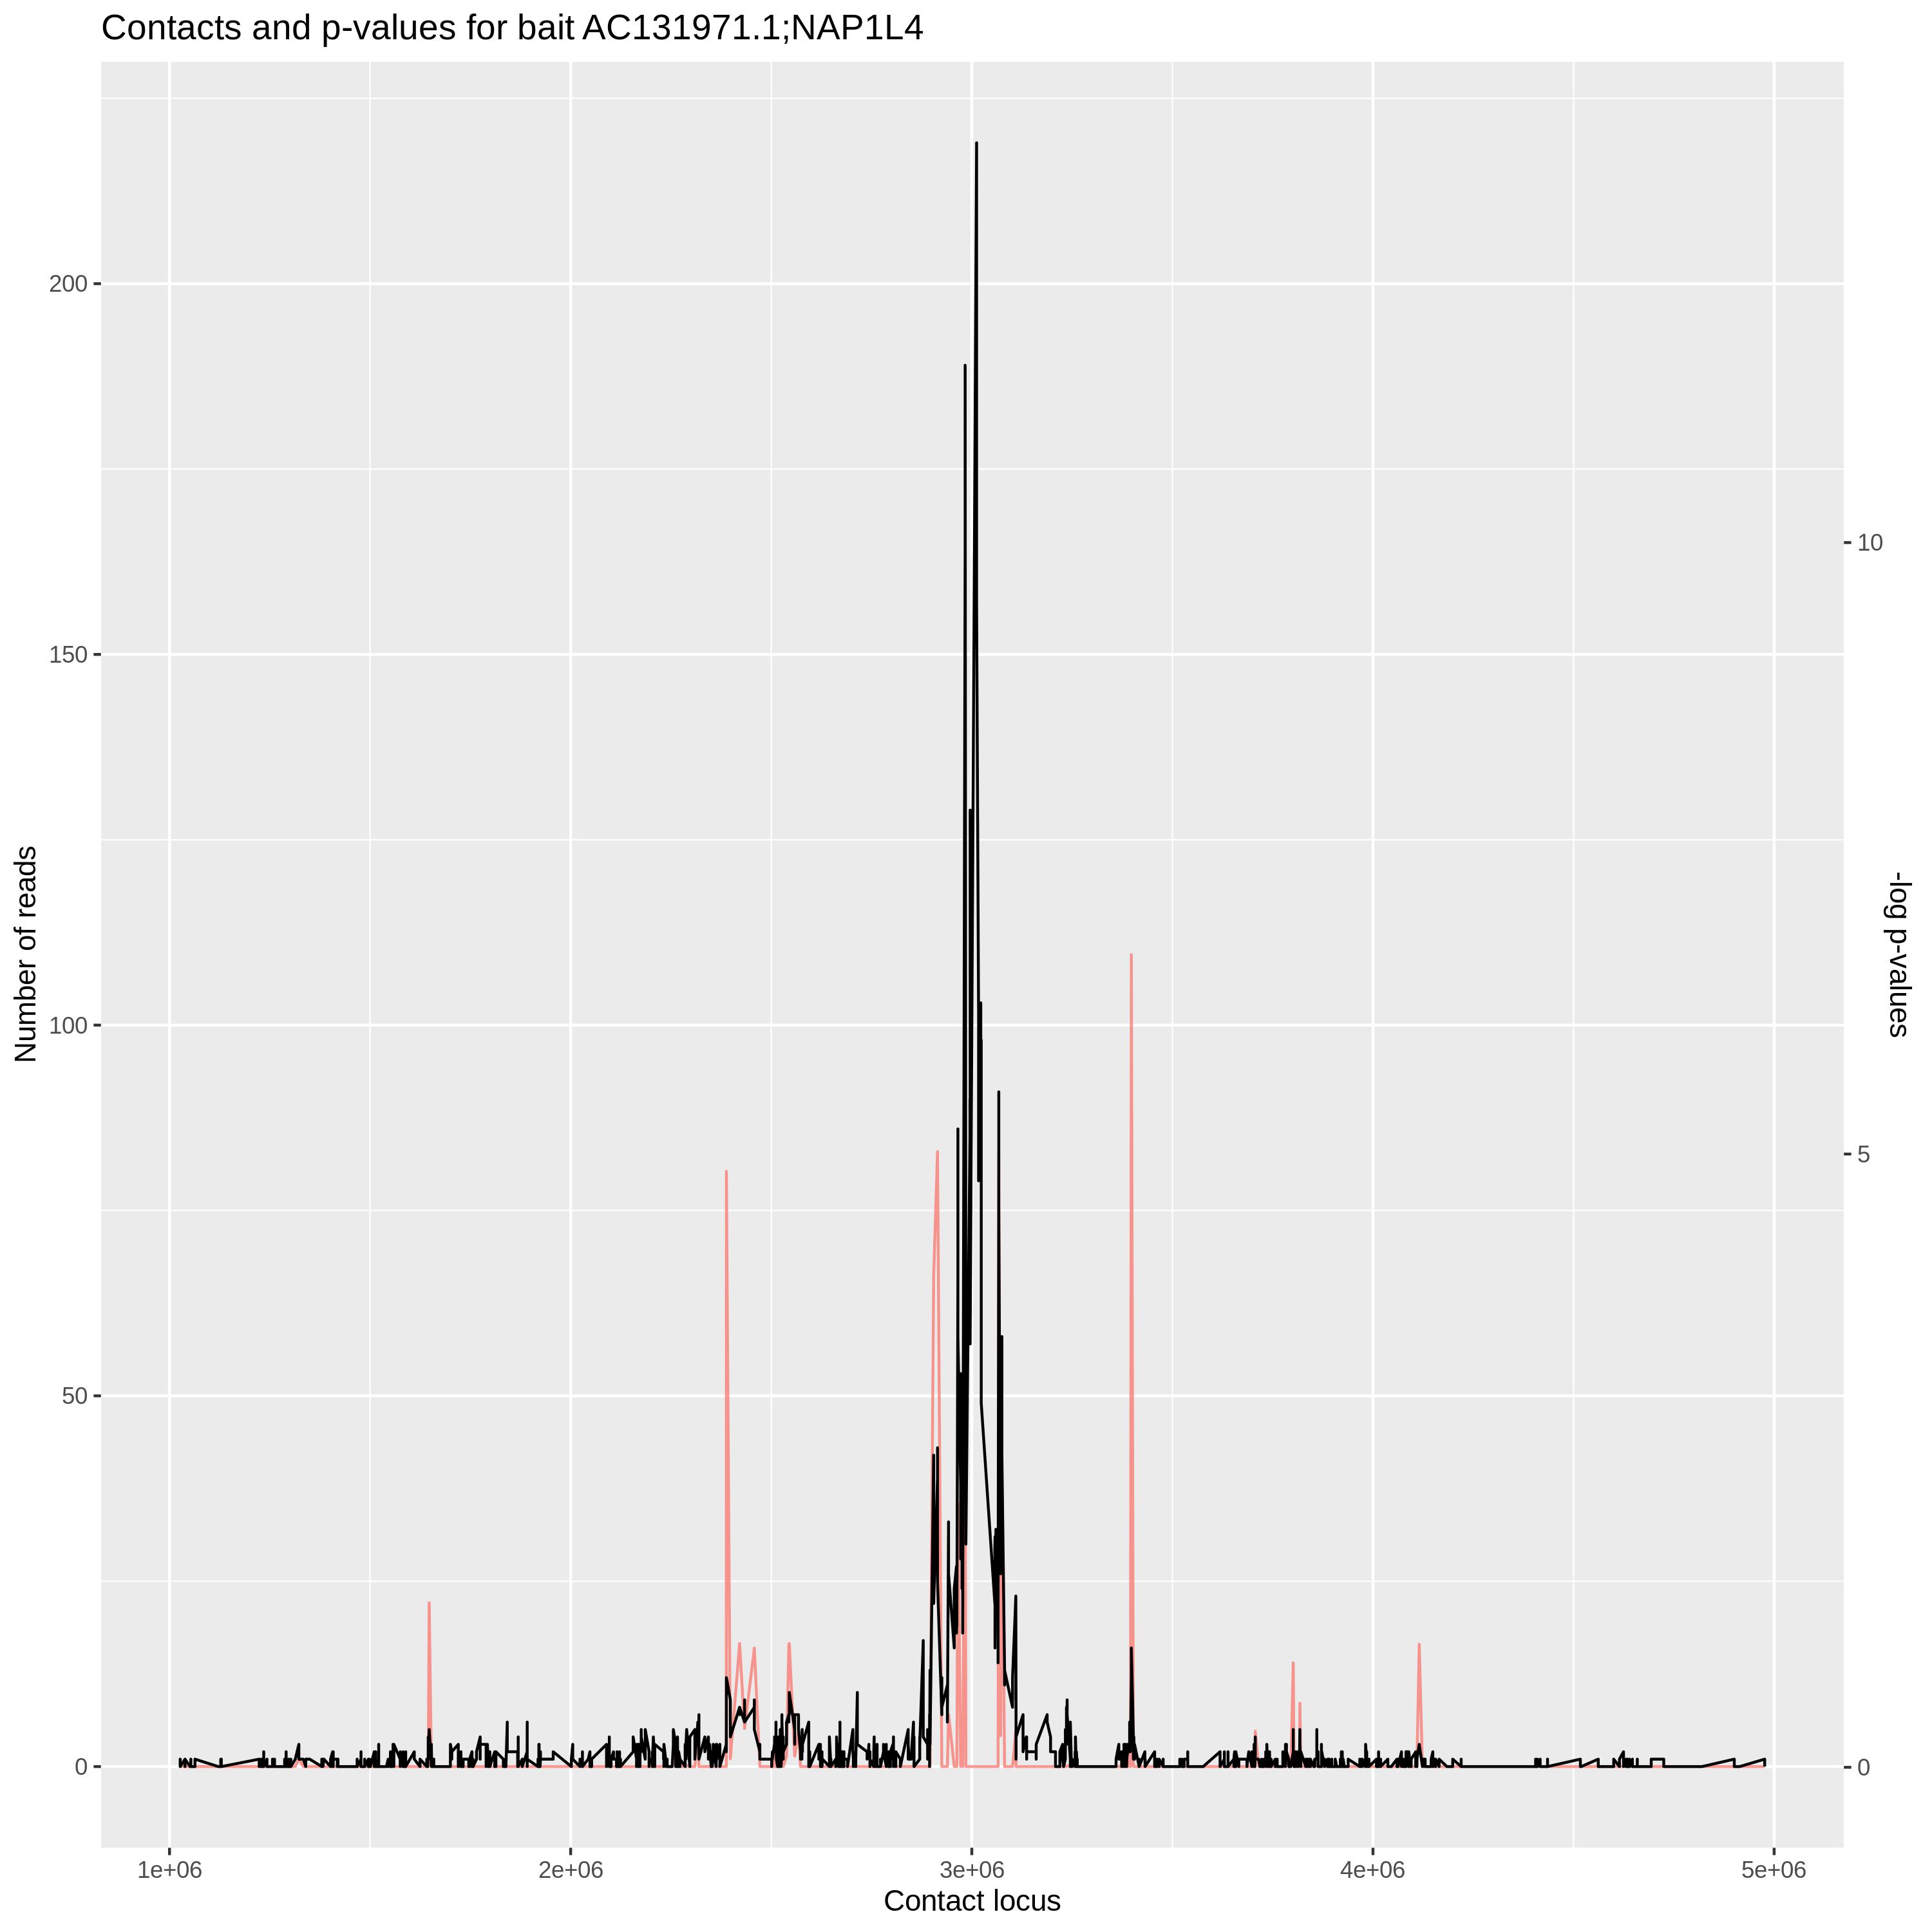 Contacts and p-values for bait AC131971.1;NAP1L4
200
150
100
50
0
Number of reads
10
5
0
-log p-values
1e+06
2e+06
3e+06
4e+06
5e+06
Contact locus